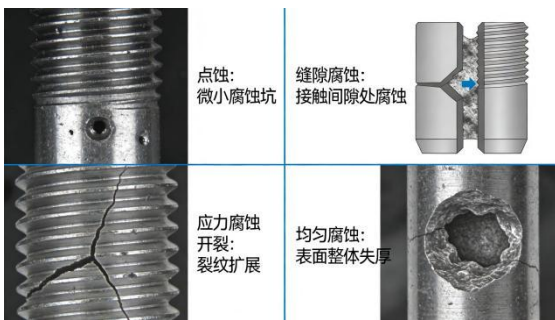 点蚀：
微小腐蚀坑
缝隙腐蚀：
接触间隙处腐蚀
应力腐蚀
开裂：
裂纹扩展
均匀腐蚀：
表面整体失厚